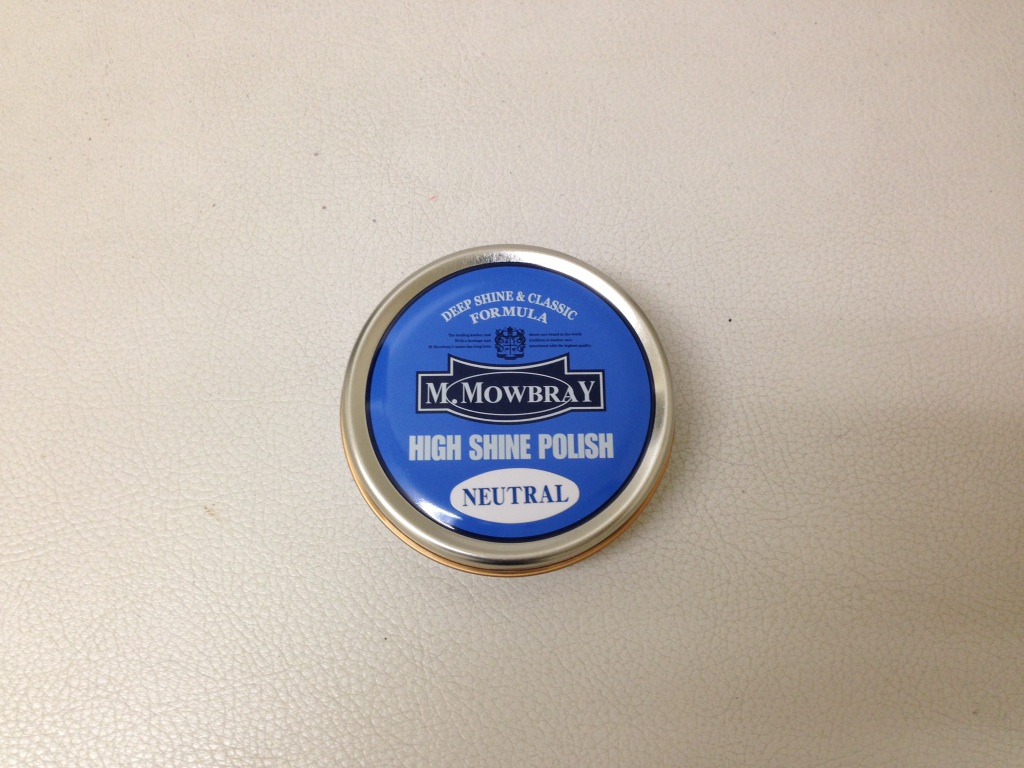 DEEP SHINE & CLASSIC
FORMULA
M. MOWBRAY
HIGH SHINE POLISH
NEUTRAL